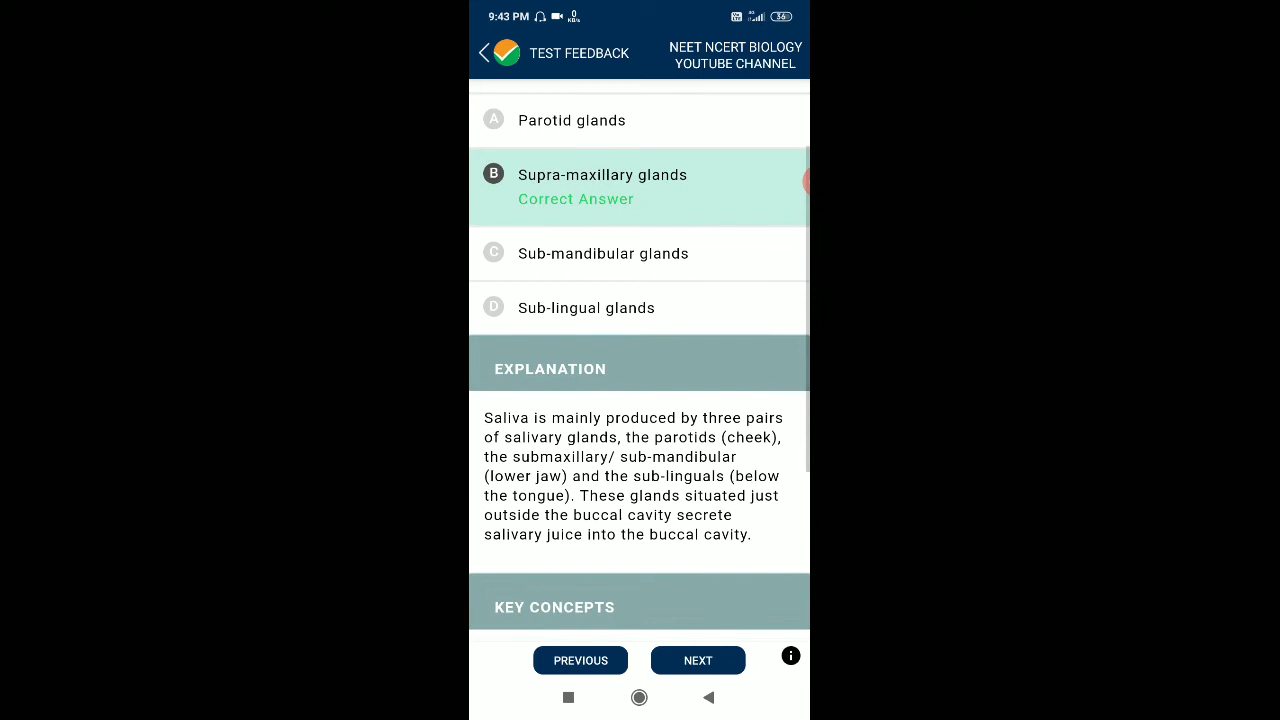 9:43 PM 0 KB/s 36
TEST FEEDBACK
NEET NCERT BIOLOGY
YOUTUBE CHANNEL
A Parotid glands
B Supra-maxillary glands
Correct Answer
C Sub-mandibular glands
D Sub-lingual glands
EXPLANATION
Saliva is mainly produced by three pairs
of salivary glands, the parotids (cheek),
the submaxillary/ sub-mandibular
(lower jaw) and the sub-linguals (below
the tongue). These glands situated just
outside the buccal cavity secrete
salivary juice into the buccal cavity.
KEY CONCEPTS
PREVIOUS NEXT